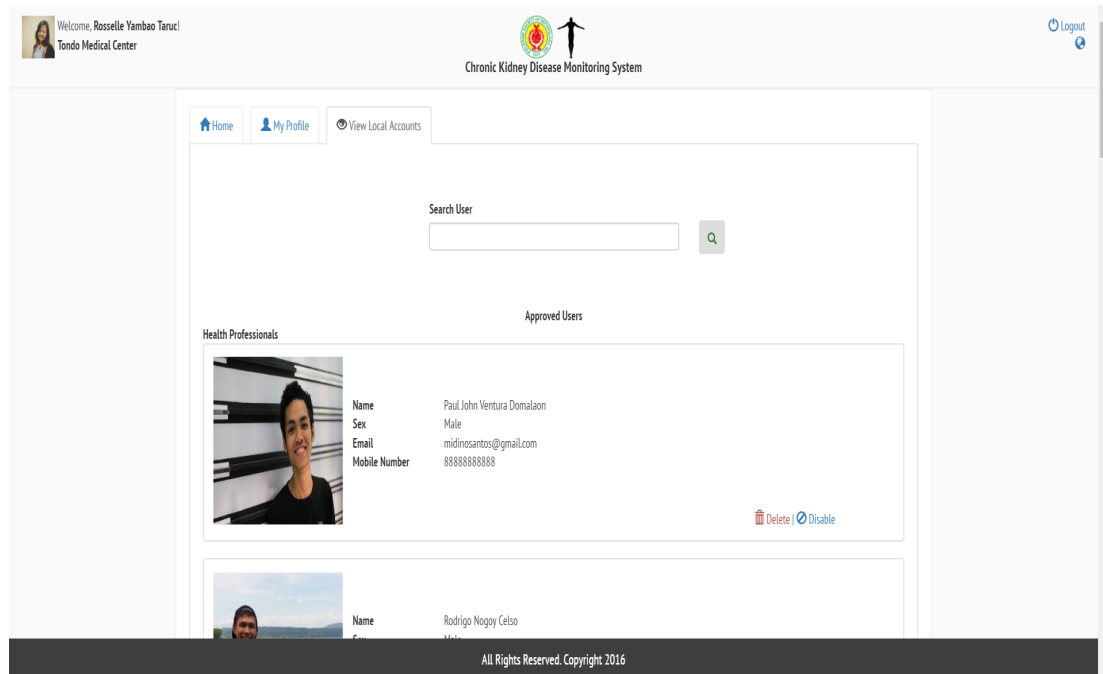 Welcome, Rosselle Yambao Taruc!
Tondo Medical Center
Chronic Kidney Disease Monitoring System
Logout
Home
My Profile
View Local Accounts
Search User
Approved Users
Health Professionals
Name Paul John Ventura Domalaon
Sex Male
Email midinosantos@gmail.com
Mobile Number 88888888888
Delete | Disable
Name Rodrigo Nogoy Celso
Sex Male
All Rights Reserved. Copyright 2016